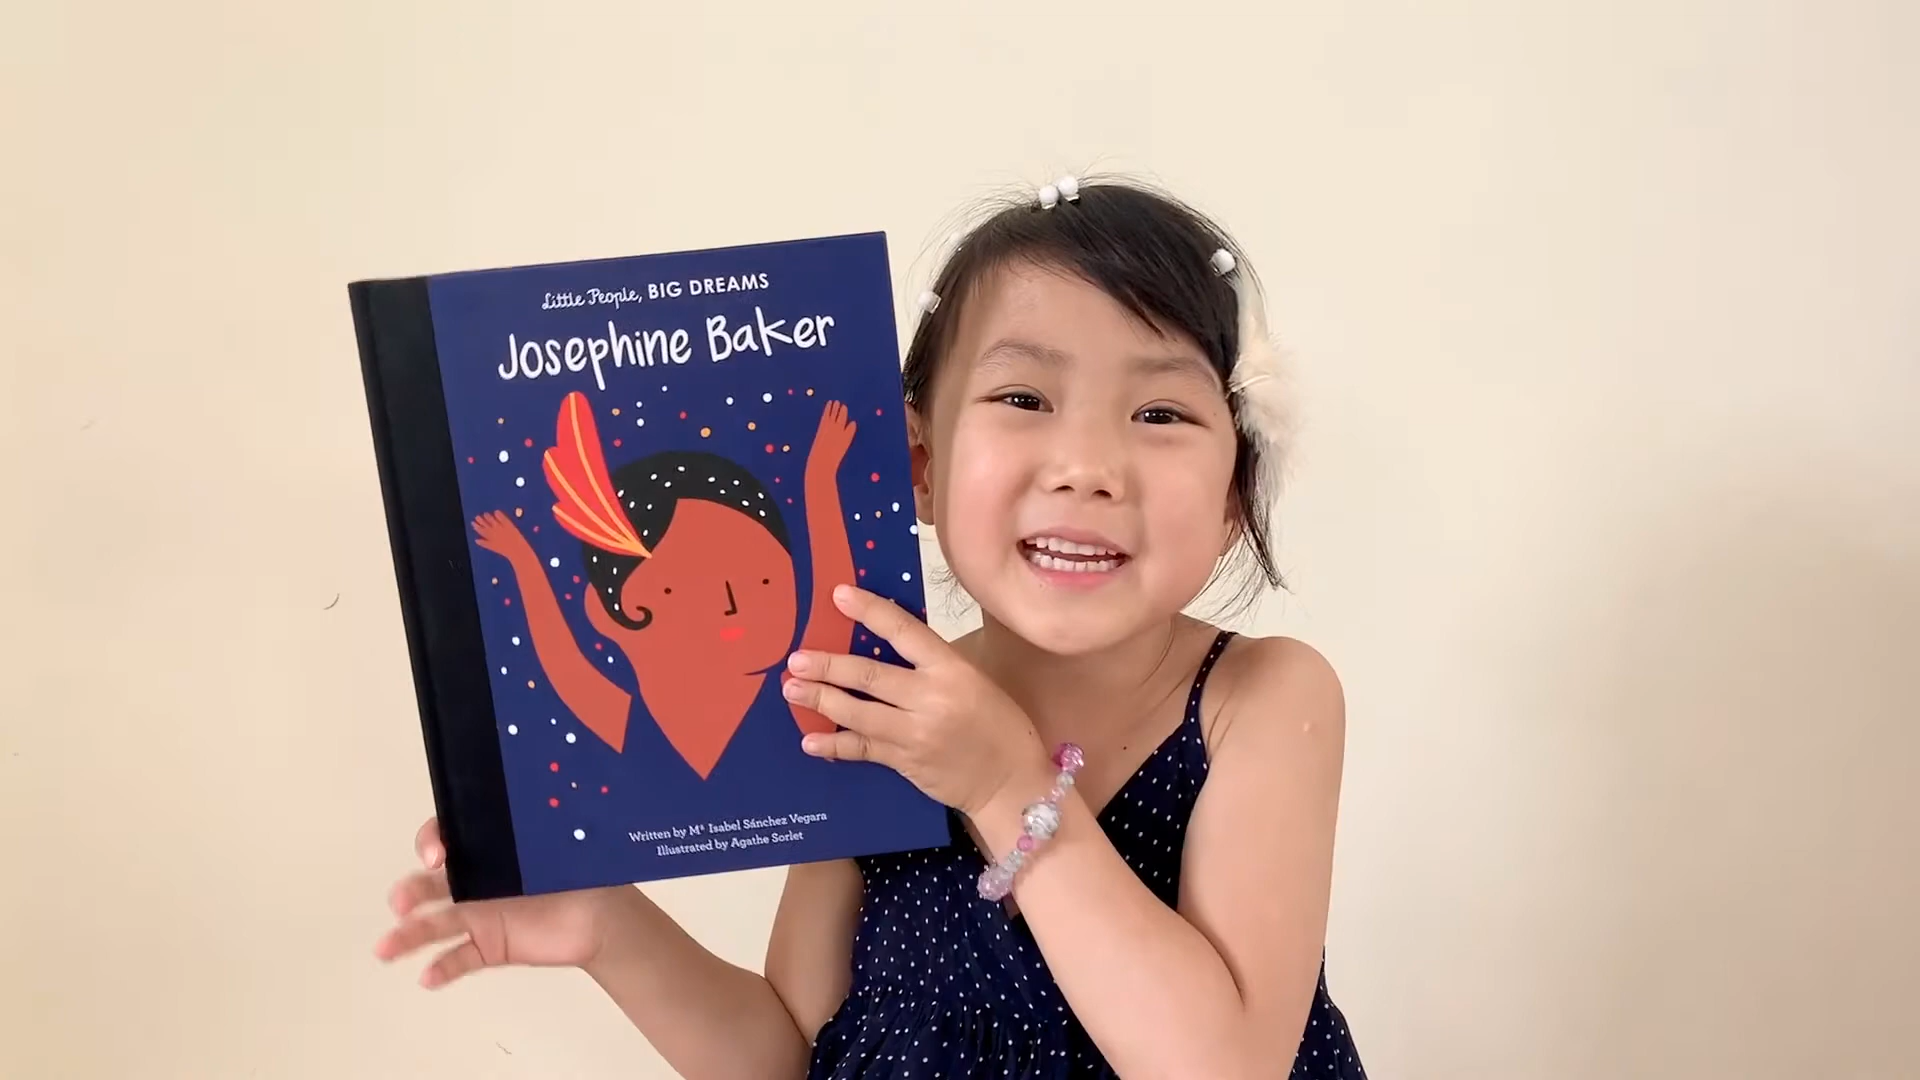 Little People, BIG DREAMS
Josephine Baker
Written by Mª Isabel Sánchez Vegara
Illustrated by Agathe Sorlet